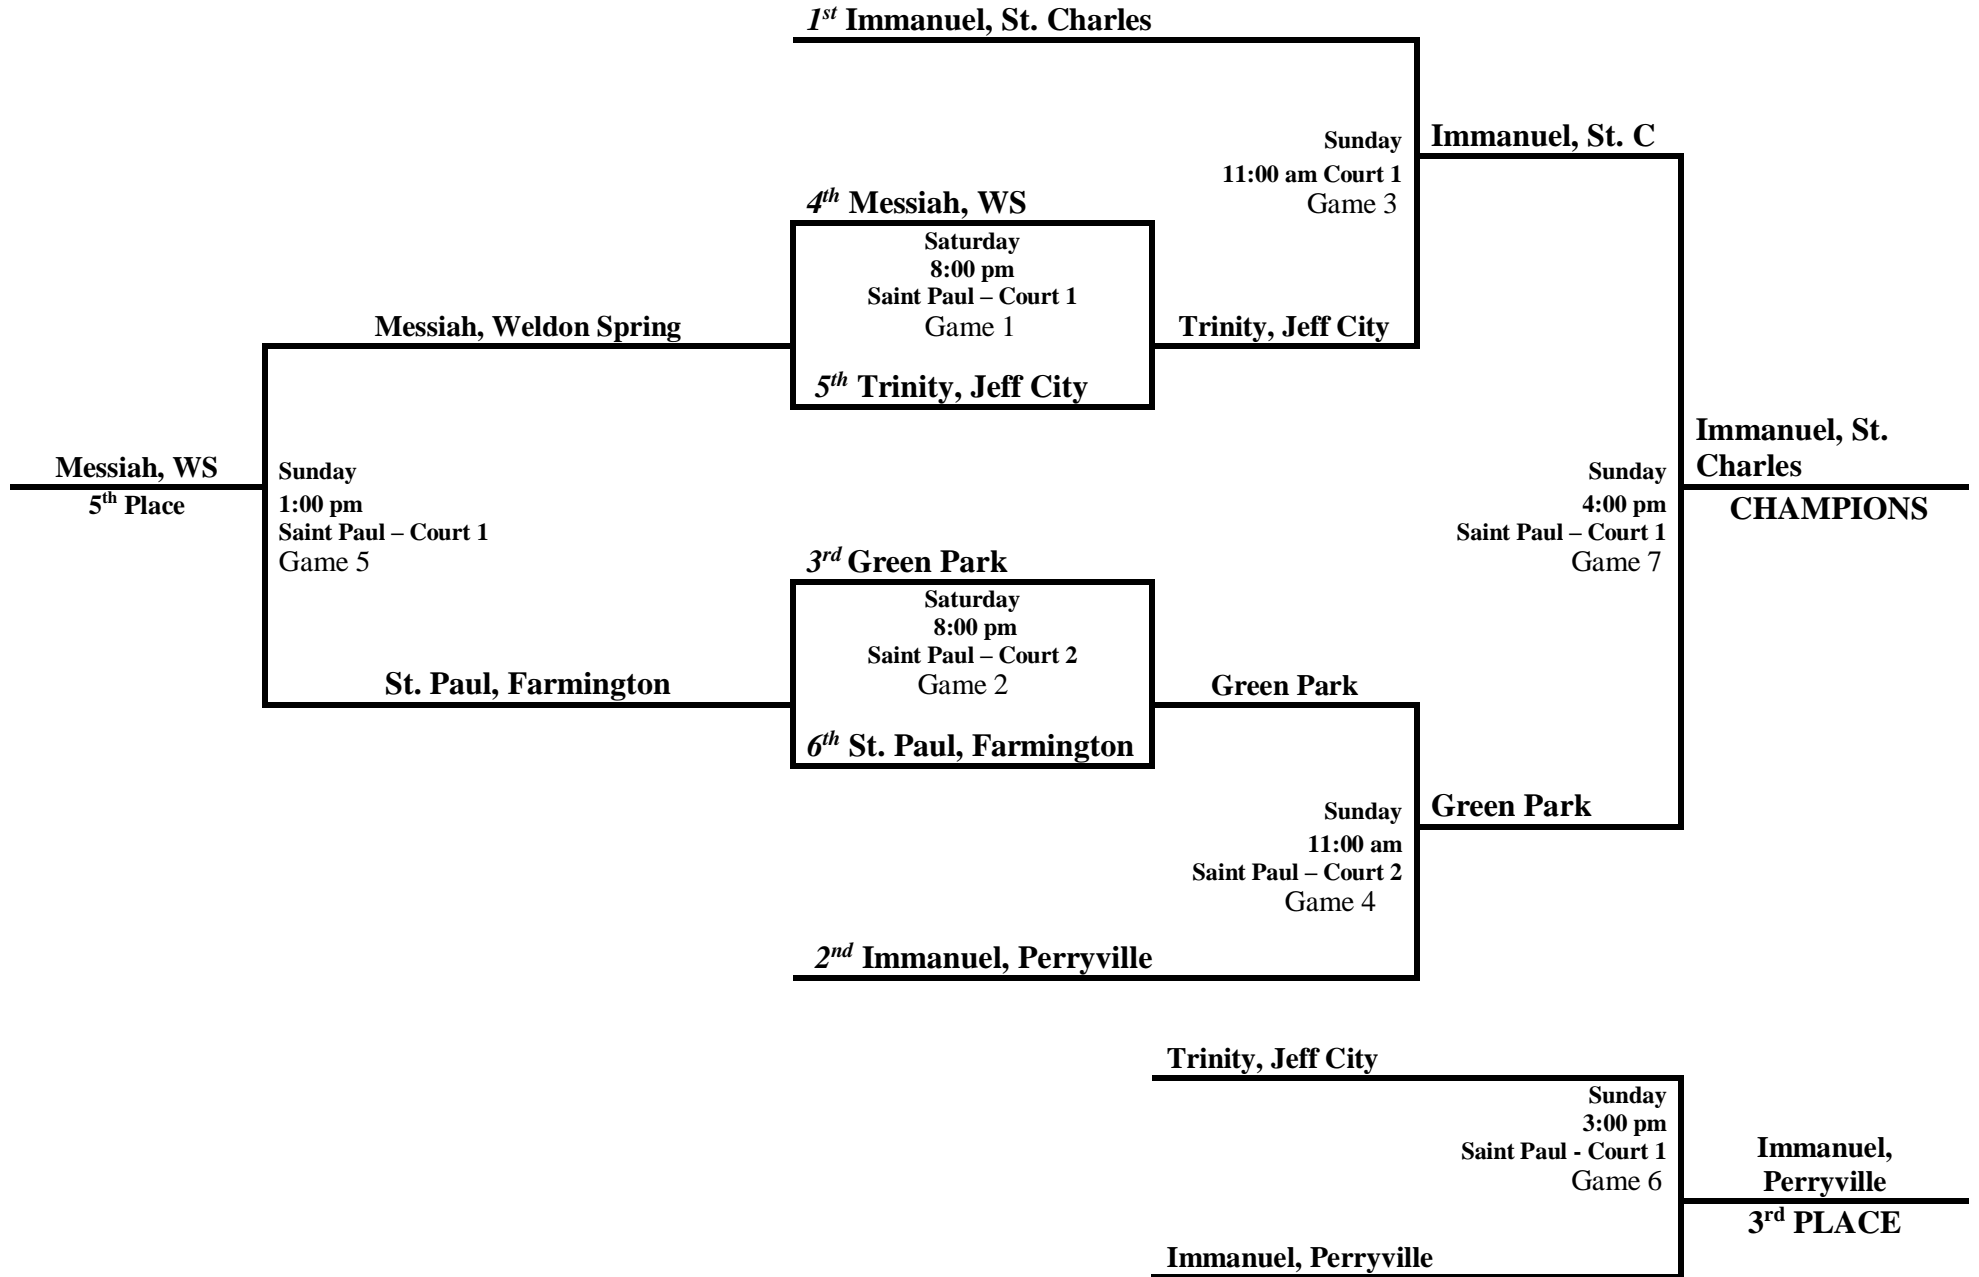 1st Immanuel, St. Charles
Sunday
11:00 am Court 1
Game 3
Immanuel, St. C
4th Messiah, WS
Saturday
8:00 pm
Saint Paul – Court 1
Game 1
5th Trinity, Jeff City
Messiah, Weldon Spring
Trinity, Jeff City
Messiah, WS
5th Place
Sunday
1:00 pm
Saint Paul – Court 1
Game 5
Sunday
4:00 pm
Saint Paul – Court 1
Game 7
Immanuel, St.
Charles
CHAMPIONS
3rd Green Park
Saturday
8:00 pm
Saint Paul – Court 2
Game 2
6th St. Paul, Farmington
St. Paul, Farmington
Green Park
Sunday
11:00 am
Saint Paul – Court 2
Game 4
Green Park
2nd Immanuel, Perryville
Trinity, Jeff City
Sunday
3:00 pm
Saint Paul - Court 1
Game 6
Immanuel,
Perryville
3rd PLACE
Immanuel, Perryville